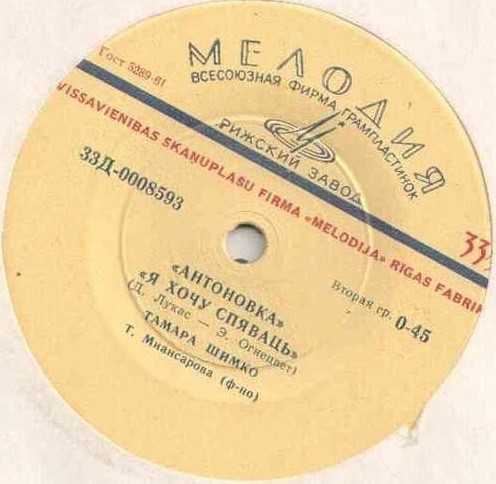 МЕЛОДИЯ
ВСЕСОЮЗНАЯ ФИРМА ГРАМПЛАСТИНОК
РИЖСКИЙ ЗАВОД
Гост 5289-61
VISSAVIENIBAS SKAŅUPLAŠU FIRMA «MELODIJA» RIGAS FABRIK
33Д-0008593
33
Вторая гр. 0-45
«АНТОНОВКА»
«Я ХОЧУ СПЯВАЦЬ»
(Д. Лукас — Э. Огнецвет)
ТАМАРА ШИМКО
Т. Миансарова (ф-но)